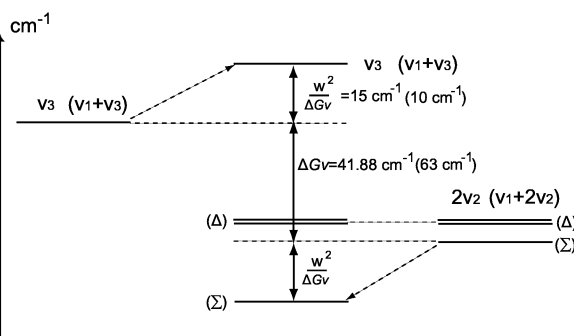 cm⁻¹
ν₃ (ν₁+ν₃)
ν₃ (ν₁+ν₃)
w²/ΔGv =15 cm⁻¹ (10 cm⁻¹)
ΔGv=41.88 cm⁻¹(63 cm⁻¹)
2ν₂ (ν₁+2ν₂)
(Δ)
(Δ)
(Σ)
w²/ΔGv
(Σ)